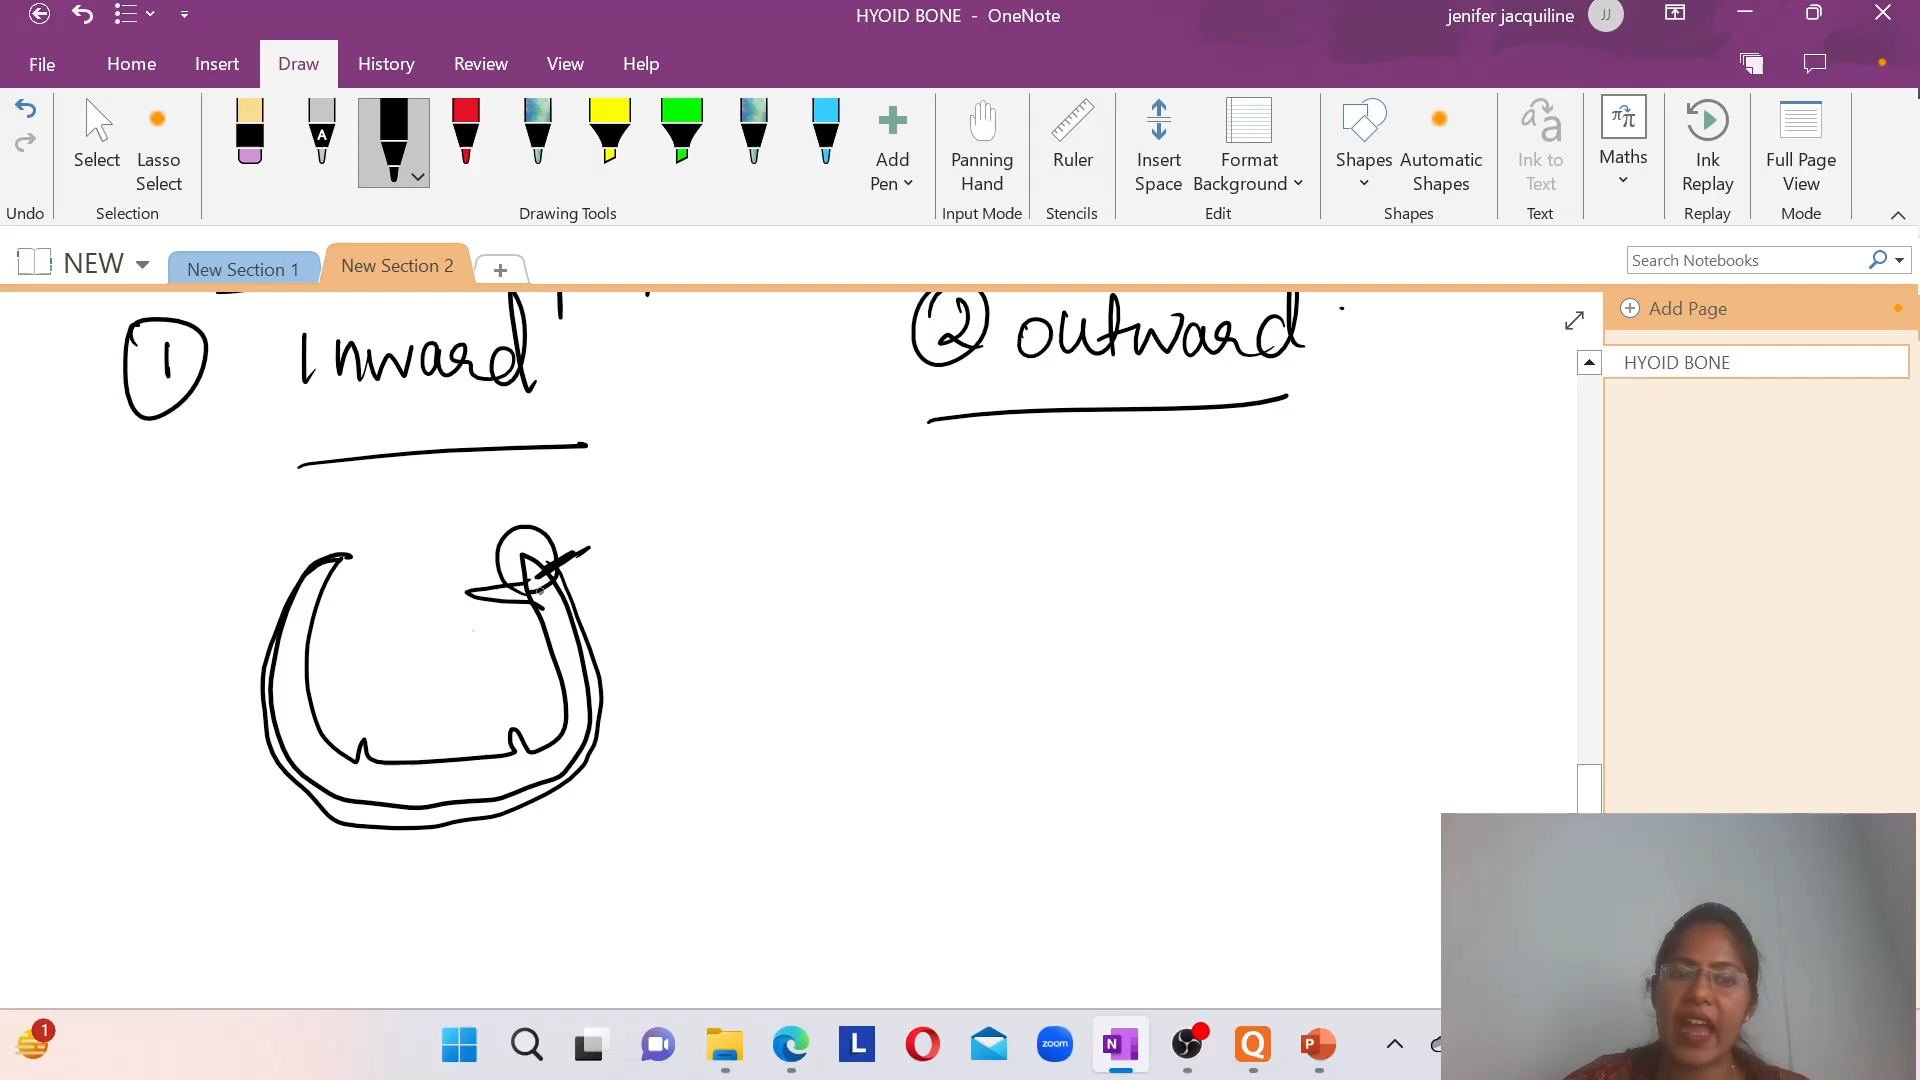 HYOID BONE - OneNote
jenifer jacquiline JJ
File Home Insert Draw History Review View Help
A
Select
Lasso Select
Add Pen
Panning Hand
Ruler
Insert Space
Format Background
Shapes
Automatic Shapes
Ink to Text
Maths
Ink Replay
Full Page View
Undo Selection Drawing Tools Input Mode Stencils Edit Shapes Text Replay Mode
NEW New Section 1 New Section 2
Search Notebooks
Add Page
HYOID BONE
① Inward
② outward
1
L
zoom
N
Q
P